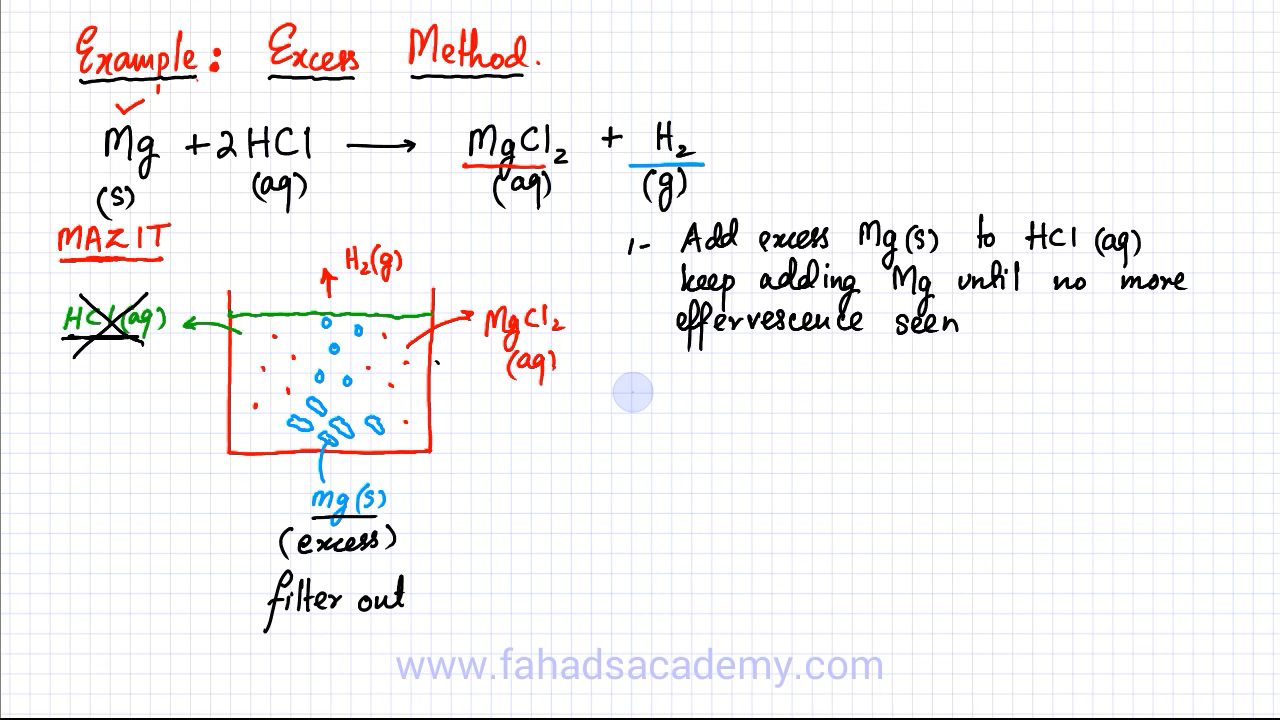 Example: Excess Method.
Mg + 2HCl → MgCl₂ + H₂
(s) (aq) (aq) (g)
MAZIT
H₂(g)
HCl(aq)
MgCl₂
(aq)
Mg(s)
(excess)
filter out
1- Add excess Mg(s) to HCl (aq)
keep adding Mg until no more
effervescence seen
www.fahadsacademy.com